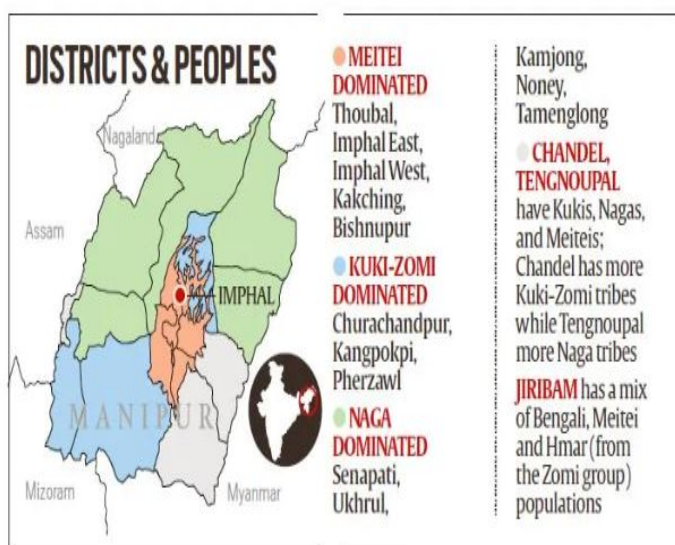 DISTRICTS & PEOPLES
Nagaland
Assam
IMPHAL
MANIPUR
Mizoram
Myanmar
MEITEI
DOMINATED
Thoubal,
Imphal East,
Imphal West,
Kakching,
Bishnupur
KUKI-ZOMI
DOMINATED
Churachandpur,
Kangpokpi,
Pherzawl
NAGA
DOMINATED
Senapati,
Ukhrul,
Kamjong,
Noney,
Tamenglong
CHANDEL,
TENGNOUPAL
have Kukis, Nagas,
and Meiteis;
Chandel has more
Kuki-Zomi tribes
while Tengnoupal
more Naga tribes
JIRIBAM has a mix
of Bengali, Meitei
and Hmar (from
the Zomi group)
populations